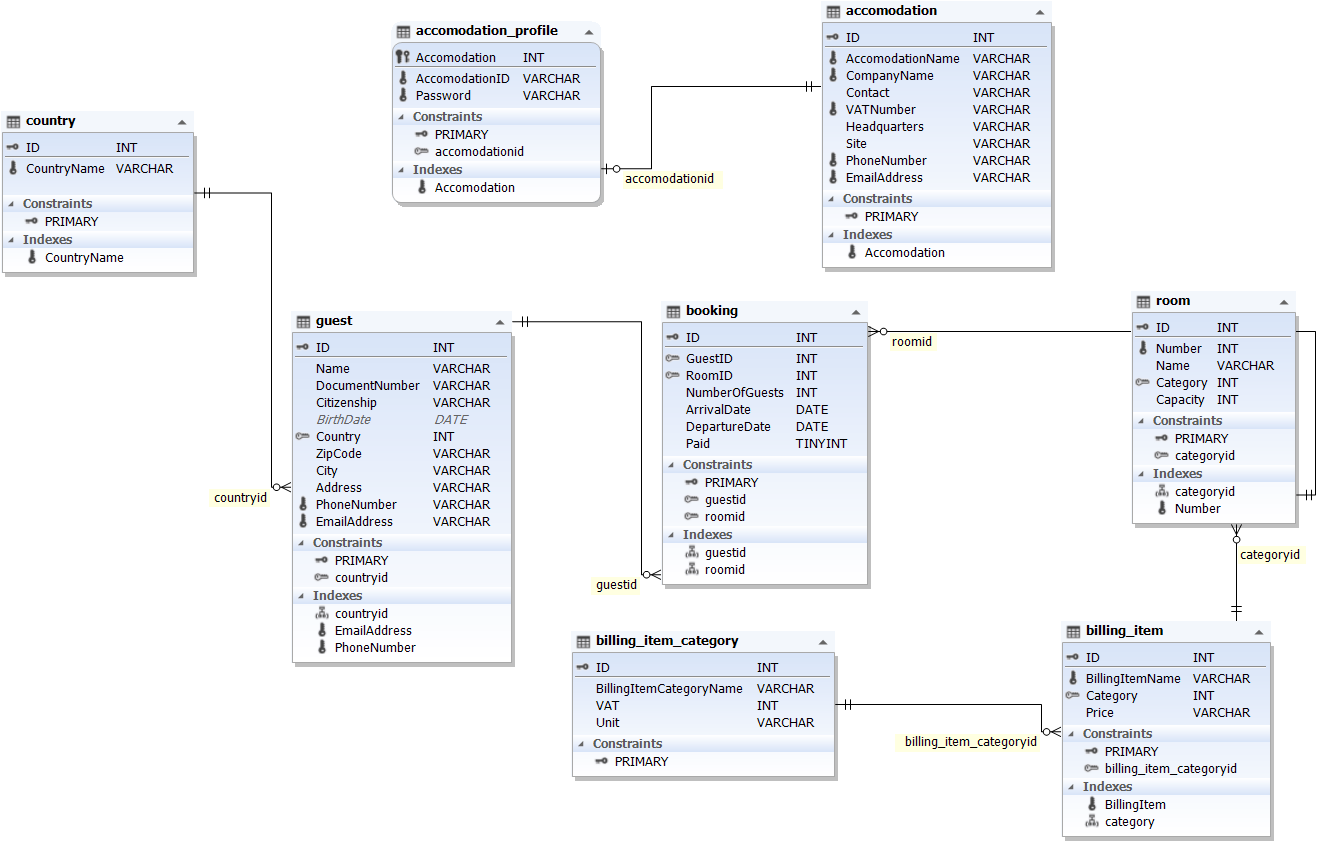 accomodation_profile
Accomodation INT
AccomodationID VARCHAR
Password VARCHAR
Constraints
PRIMARY
accomodationid
Indexes
Accomodation
accomodation
ID INT
AccomodationName VARCHAR
CompanyName VARCHAR
Contact VARCHAR
VATNumber VARCHAR
Headquarters VARCHAR
Site VARCHAR
PhoneNumber VARCHAR
EmailAddress VARCHAR
Constraints
PRIMARY
Indexes
Accomodation
accomodationid
country
ID INT
CountryName VARCHAR
Constraints
PRIMARY
Indexes
CountryName
countryid
guest
ID INT
Name VARCHAR
DocumentNumber VARCHAR
Citizenship VARCHAR
BirthDate DATE
Country INT
ZipCode VARCHAR
City VARCHAR
Address VARCHAR
PhoneNumber VARCHAR
EmailAddress VARCHAR
Constraints
PRIMARY
countryid
Indexes
countryid
EmailAddress
PhoneNumber
guestid
booking
ID INT
GuestID INT
RoomID INT
NumberOfGuests INT
ArrivalDate DATE
DepartureDate DATE
Paid TINYINT
Constraints
PRIMARY
guestid
roomid
Indexes
guestid
roomid
roomid
room
ID INT
Number INT
Name VARCHAR
Category INT
Capacity INT
Constraints
PRIMARY
categoryid
Indexes
categoryid
Number
categoryid
billing_item_category
ID INT
BillingItemCategoryName VARCHAR
VAT INT
Unit VARCHAR
Constraints
PRIMARY
billing_item_categoryid
billing_item
ID INT
BillingItemName VARCHAR
Category INT
Price VARCHAR
Constraints
PRIMARY
billing_item_categoryid
Indexes
BillingItem
category